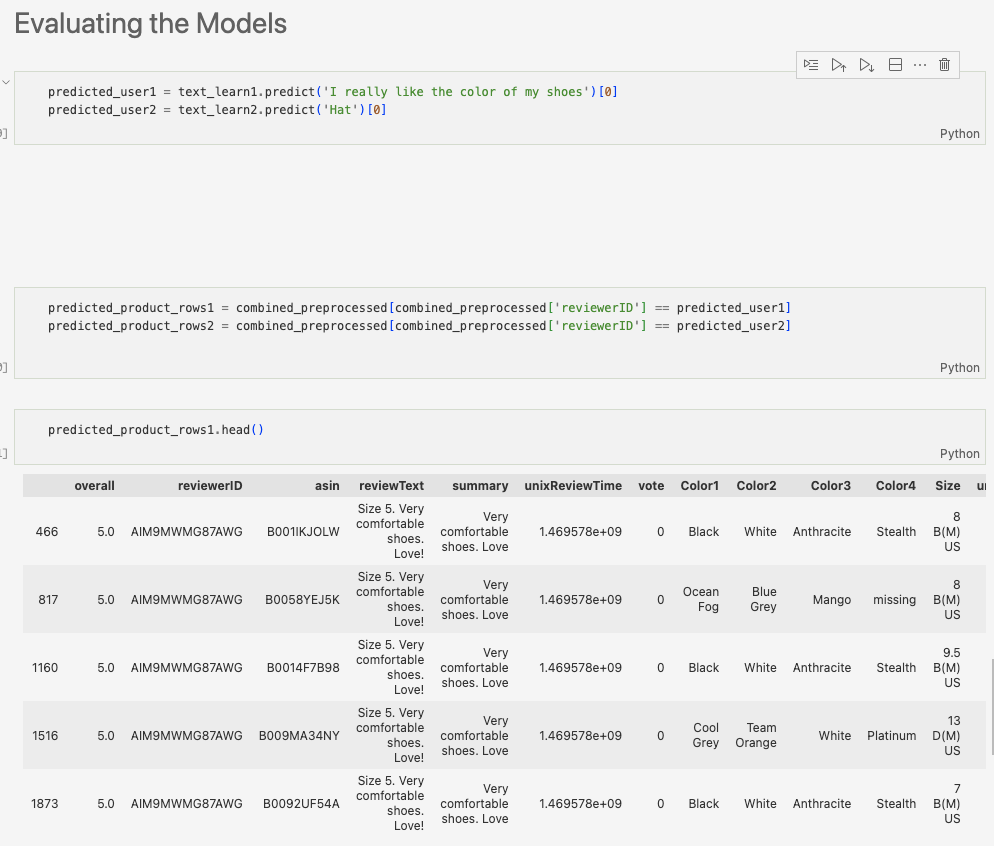 Evaluating the Models
predicted_user1 = text_learn1.predict('I really like the color of my shoes')[0]
predicted_user2 = text_learn2.predict('Hat')[0]
]
Python
predicted_product_rows1 = combined_preprocessed[combined_preprocessed['reviewerID'] == predicted_user1]
predicted_product_rows2 = combined_preprocessed[combined_preprocessed['reviewerID'] == predicted_user2]
]
Python
predicted_product_rows1.head()
]
Python
overall reviewerID asin reviewText summary unixReviewTime vote Color1 Color2 Color3 Color4 Size
466 5.0 AIM9MWMG87AWG B001IKJOLW Size 5. Very comfortable shoes. Love! Very comfortable shoes. Love 1.469578e+09 0 Black White Anthracite Stealth 8 B(M) US
817 5.0 AIM9MWMG87AWG B0058YEJ5K Size 5. Very comfortable shoes. Love! Very comfortable shoes. Love 1.469578e+09 0 Ocean Fog Blue Grey Mango missing 8 B(M) US
1160 5.0 AIM9MWMG87AWG B0014F7B98 Size 5. Very comfortable shoes. Love! Very comfortable shoes. Love 1.469578e+09 0 Black White Anthracite Stealth 9.5 B(M) US
1516 5.0 AIM9MWMG87AWG B009MA34NY Size 5. Very comfortable shoes. Love! Very comfortable shoes. Love 1.469578e+09 0 Cool Grey Team Orange White Platinum 13 D(M) US
1873 5.0 AIM9MWMG87AWG B0092UF54A Size 5. Very comfortable shoes. Love! Very comfortable shoes. Love 1.469578e+09 0 Black White Anthracite Stealth 7 B(M) US